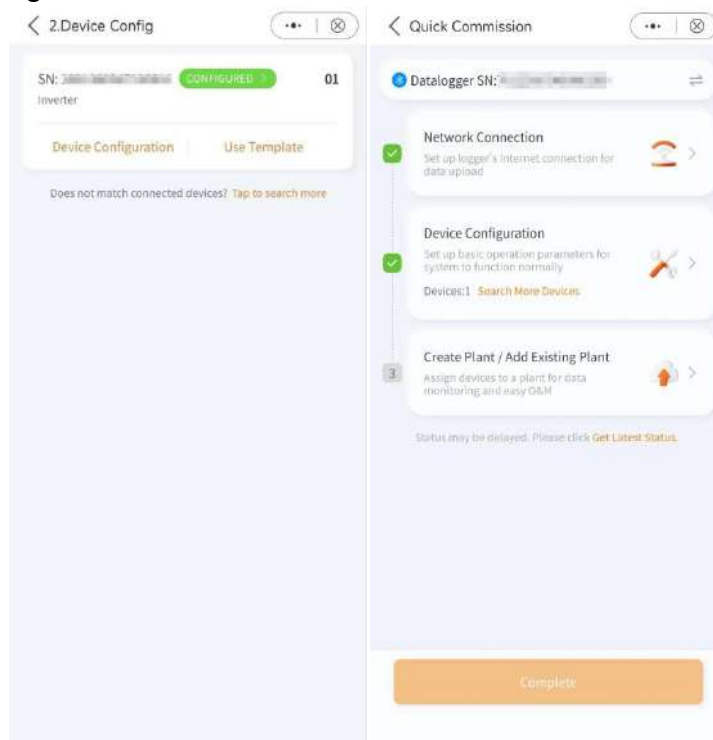 2.Device Config
SN:
CONFIGURED >
01
Inverter
Device Configuration
Use Template
Does not match connected devices? Tap to search more
Quick Commission
Datalogger SN:
Network Connection
Set up logger's Internet connection for
data upload
Device Configuration
Set up basic operation parameters for
system to function normally
Devices:1 Search More Devices
3
Create Plant / Add Existing Plant
Assign devices to a plant for data
monitoring and easy O&M
Status may be delayed. Please click Get Latest Status.
Complete